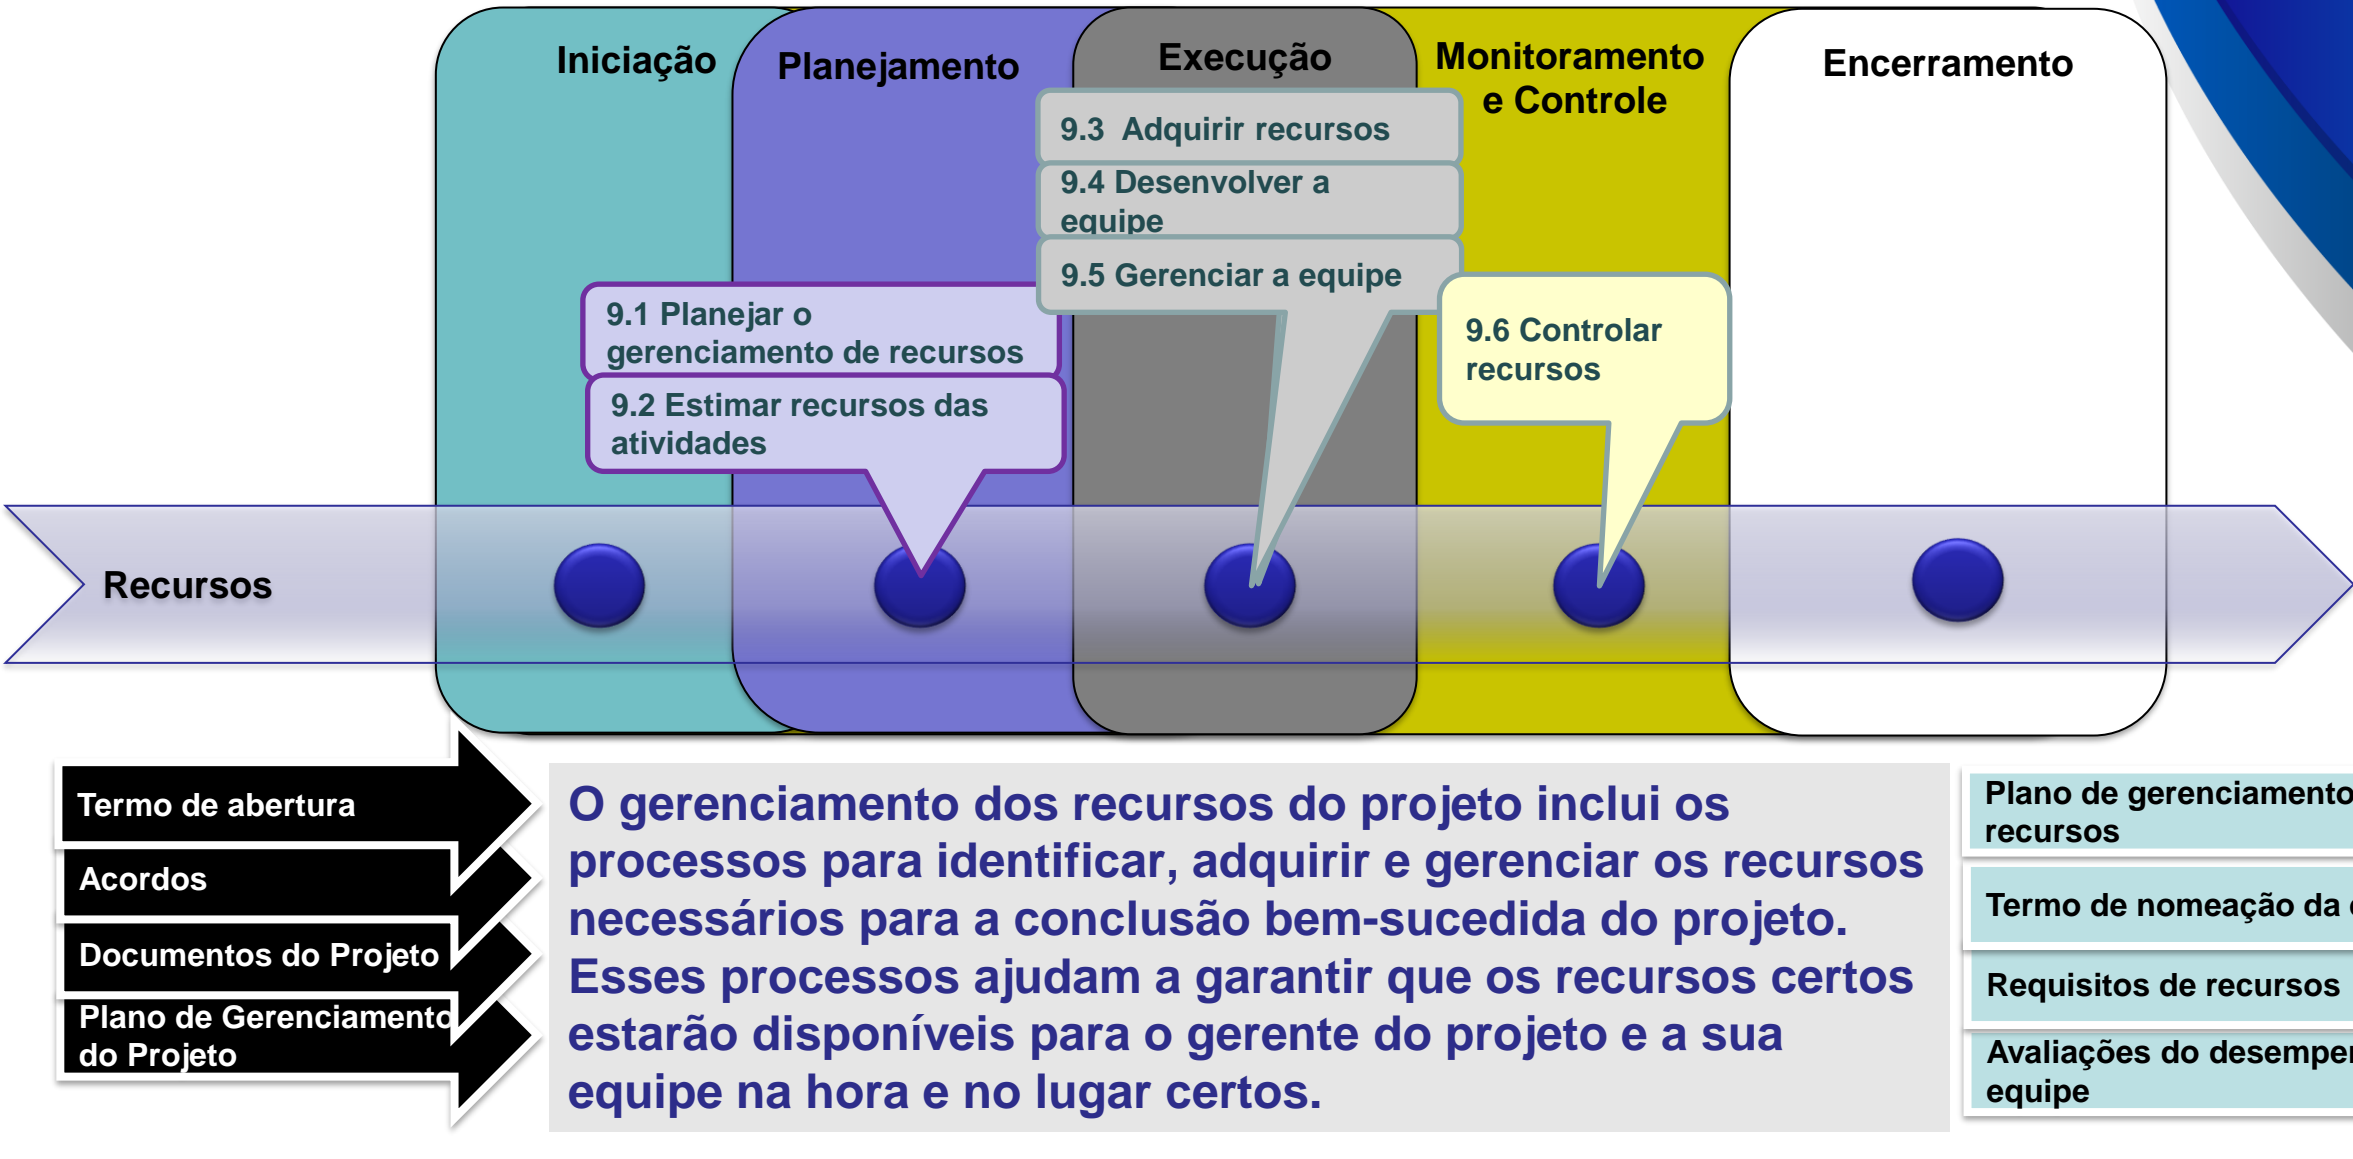 Iniciação
Planejamento
Execução
Monitoramento
e Controle
Encerramento
9.3 Adquirir recursos
9.4 Desenvolver a
equipe
9.5 Gerenciar a equipe
9.1 Planejar o
gerenciamento de recursos
9.2 Estimar recursos das
atividades
9.6 Controlar
recursos
Recursos
Termo de abertura
Acordos
Documentos do Projeto
Plano de Gerenciamento
do Projeto
O gerenciamento dos recursos do projeto inclui os
processos para identificar, adquirir e gerenciar os recursos
necessários para a conclusão bem-sucedida do projeto.
Esses processos ajudam a garantir que os recursos certos
estarão disponíveis para o gerente do projeto e a sua
equipe na hora e no lugar certos.
Plano de gerenciamento
recursos
Termo de nomeação da
Requisitos de recursos
Avaliações do
equipe